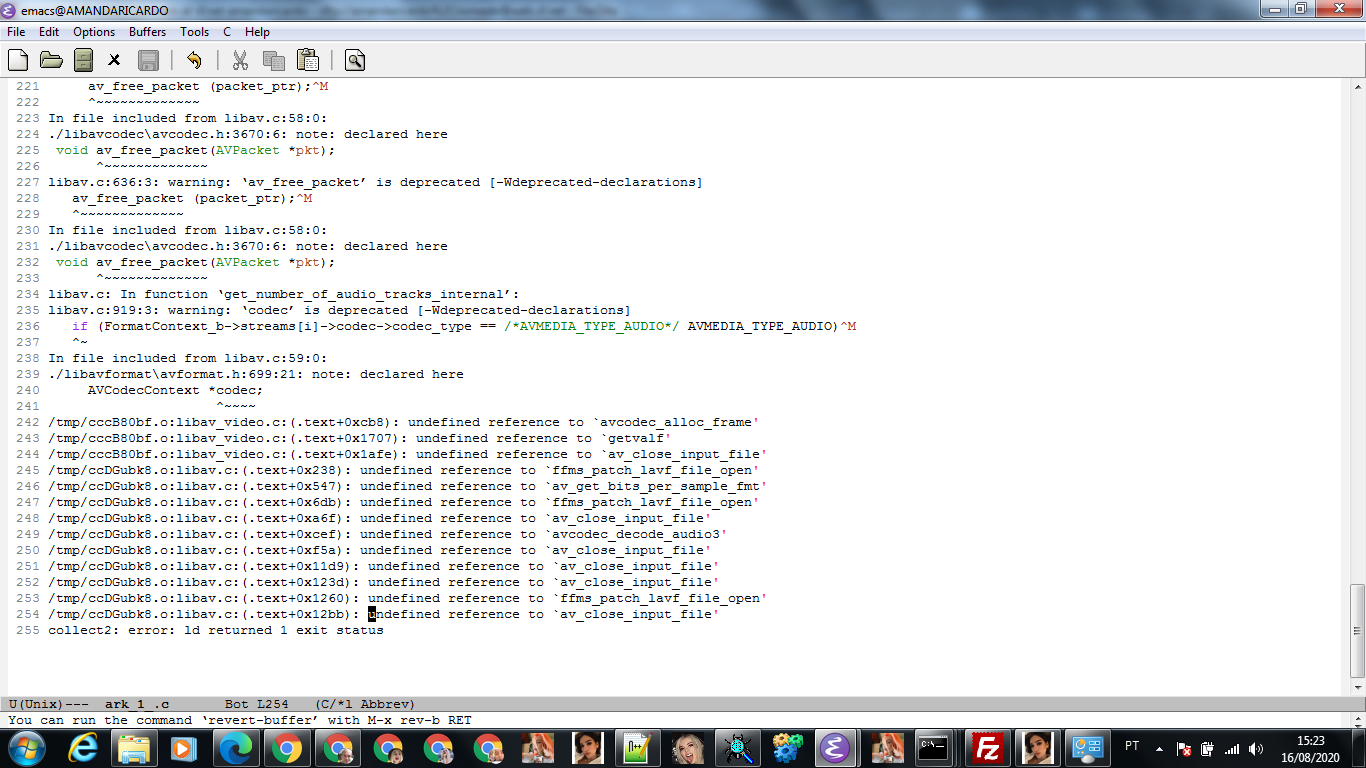 emacs@AMANDARICARDO
File Edit Options Buffers Tools C Help
221 av_free_packet (packet_ptr);^M
222 ^~~~~~~~~~~~~~
223 In file included from libav.c:58:0:
224 ./libavcodec\avcodec.h:3670:6: note: declared here
225 void av_free_packet(AVPacket *pkt);
226 ^~~~~~~~~~~~~~
227 libav.c:636:3: warning: ‘av_free_packet’ is deprecated [-Wdeprecated-declarations]
228 av_free_packet (packet_ptr);^M
229 ^~~~~~~~~~~~~~
230 In file included from libav.c:58:0:
231 ./libavcodec\avcodec.h:3670:6: note: declared here
232 void av_free_packet(AVPacket *pkt);
233 ^~~~~~~~~~~~~~
234 libav.c: In function ‘get_number_of_audio_tracks_internal’:
235 libav.c:919:3: warning: ‘codec’ is deprecated [-Wdeprecated-declarations]
236 if (FormatContext_b->streams[i]->codec->codec_type == /*AVMEDIA_TYPE_AUDIO*/ AVMEDIA_TYPE_AUDIO)^M
237 ^~
238 In file included from libav.c:59:0:
239 ./libavformat\avformat.h:699:21: note: declared here
240 AVCodecContext *codec;
241 ^~~~~
242 /tmp/cccB80bf.o:libav_video.c:(.text+0xcb8): undefined reference to `avcodec_alloc_frame'
243 /tmp/cccB80bf.o:libav_video.c:(.text+0x1707): undefined reference to `getvalf'
244 /tmp/cccB80bf.o:libav_video.c:(.text+0x1afe): undefined reference to `av_close_input_file'
245 /tmp/ccDGubk8.o:libav.c:(.text+0x238): undefined reference to `ffms_patch_lavf_file_open'
246 /tmp/ccDGubk8.o:libav.c:(.text+0x547): undefined reference to `av_get_bits_per_sample_fmt'
247 /tmp/ccDGubk8.o:libav.c:(.text+0x6db): undefined reference to `ffms_patch_lavf_file_open'
248 /tmp/ccDGubk8.o:libav.c:(.text+0xa6f): undefined reference to `av_close_input_file'
249 /tmp/ccDGubk8.o:libav.c:(.text+0xcef): undefined reference to `avcodec_decode_audio3'
250 /tmp/ccDGubk8.o:libav.c:(.text+0xf5a): undefined reference to `av_close_input_file'
251 /tmp/ccDGubk8.o:libav.c:(.text+0x11d9): undefined reference to `av_close_input_file'
252 /tmp/ccDGubk8.o:libav.c:(.text+0x123d): undefined reference to `av_close_input_file'
253 /tmp/ccDGubk8.o:libav.c:(.text+0x1260): undefined reference to `ffms_patch_lavf_file_open'
254 /tmp/ccDGubk8.o:libav.c:(.text+0x12bb): undefined reference to `av_close_input_file'
255 collect2: error: ld returned 1 exit status
U(Unix)--- ark_1_.c Bot L254 (C/*l Abbrev)
You can run the command ‘revert-buffer’ with M-x rev-b RET
PT
15:23
16/08/2020